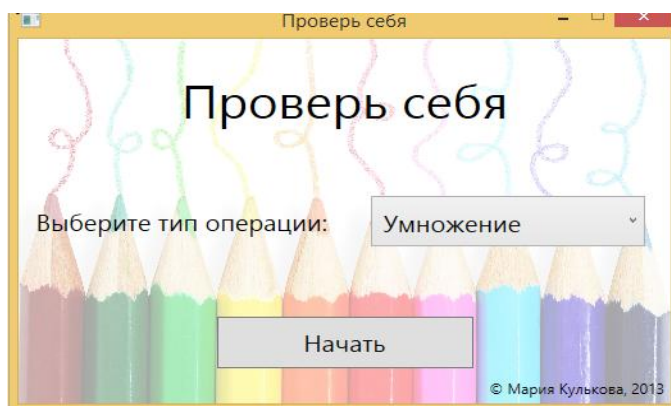 Проверь себя
Проверь себя
Выберите тип операции:
Умножение
Начать
© Мария Кулькова, 2013